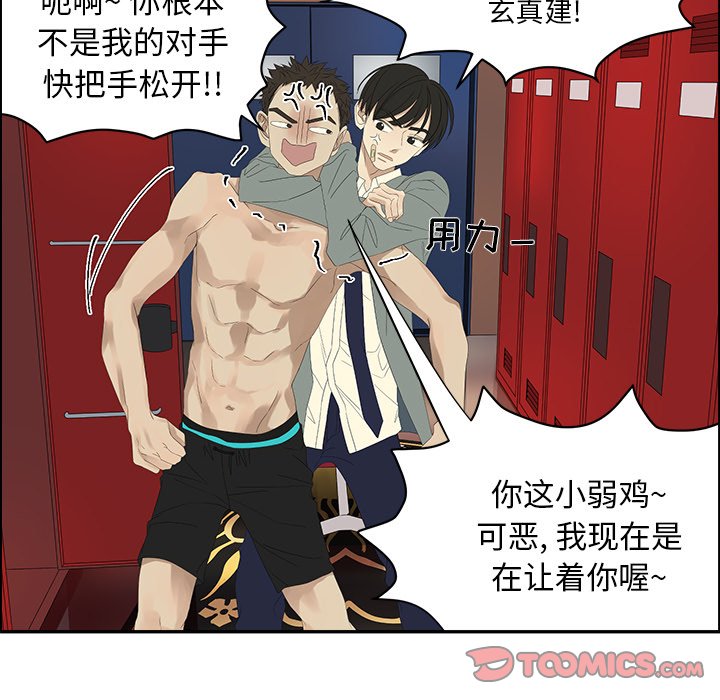 呃啊~ 你根本
不是我的对手
快把手松开!!
玄真建!
用力 –
你这小弱鸡~
可恶, 我现在是
在让着你喔~
TOOMICS.COM